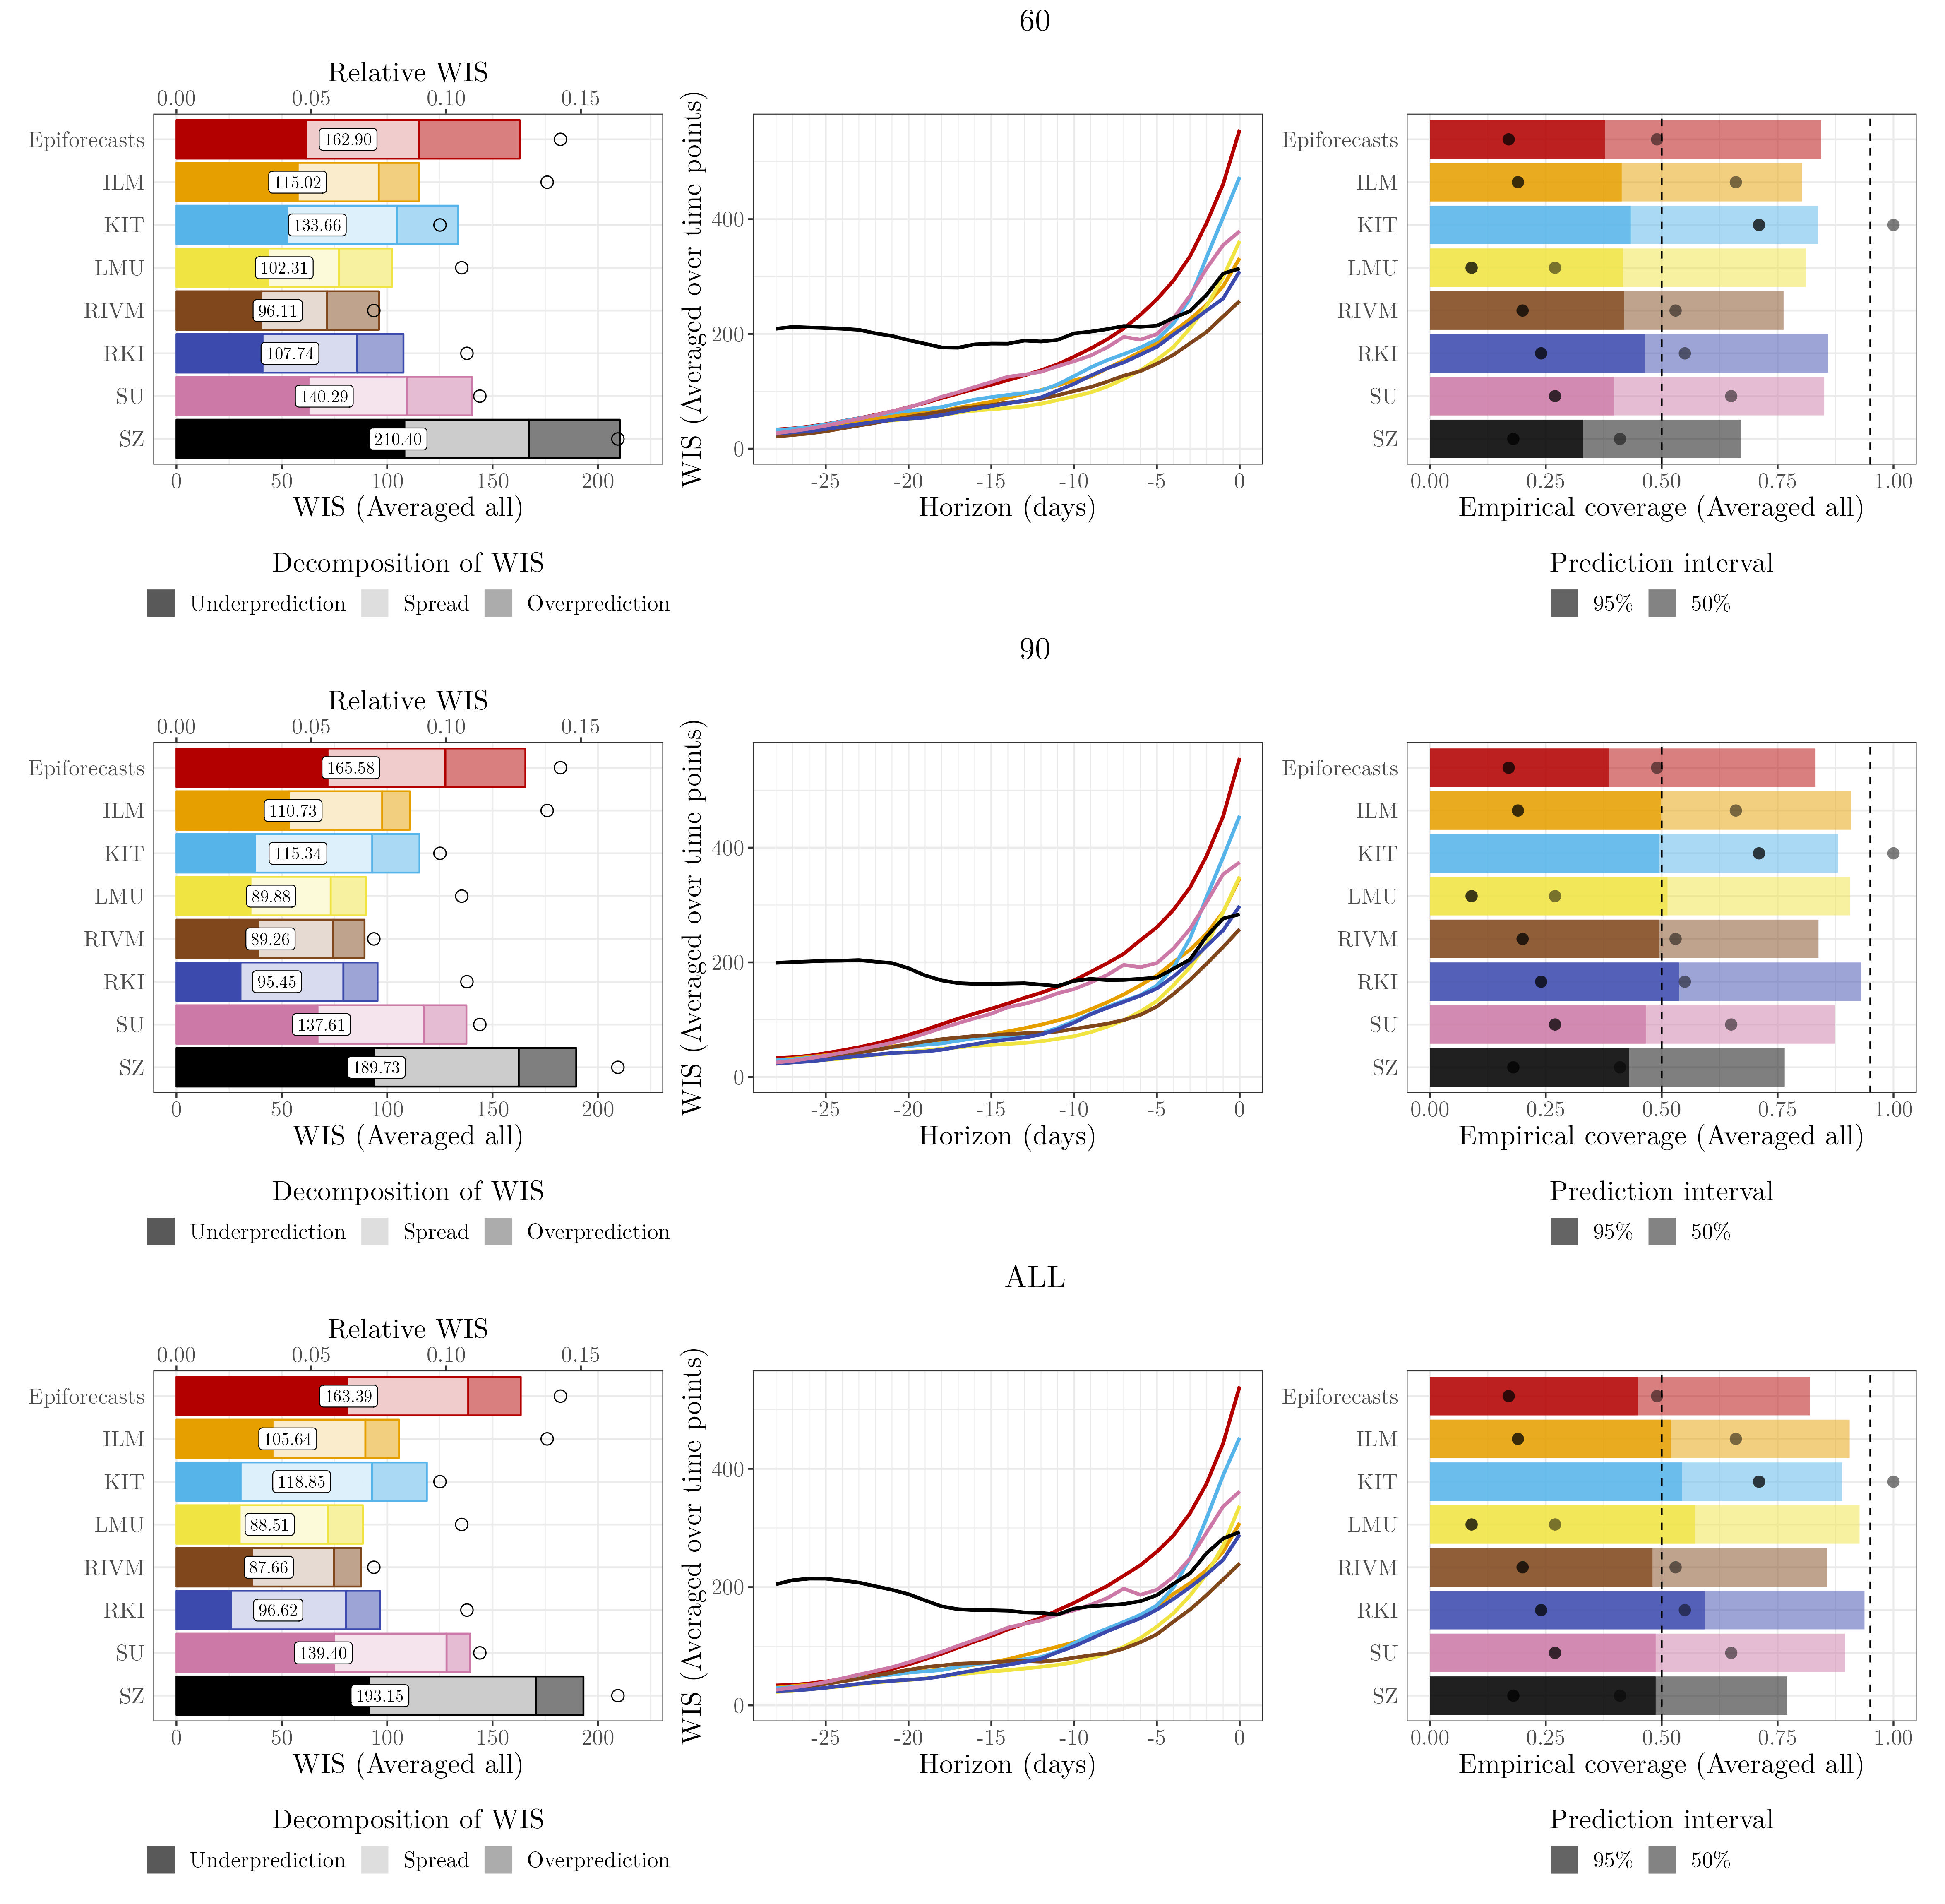 60
Relative WIS
0.00 0.05 0.10 0.15
Epiforecasts 162.90
ILM 115.02
KIT 133.66
LMU 102.31
RIVM 96.11
RKI 107.74
SU 140.29
SZ 210.40
0 50 100 150 200
WIS (Averaged all)
Decomposition of WIS
Underprediction Spread Overprediction
WIS (Averaged over time points)
400
200
0
-25 -20 -15 -10 -5 0
Horizon (days)
Epiforecasts
ILM
KIT
LMU
RIVM
RKI
SU
SZ
0.00 0.25 0.50 0.75 1.00
Empirical coverage (Averaged all)
Prediction interval
95% 50%
90
Relative WIS
0.00 0.05 0.10 0.15
Epiforecasts 165.58
ILM 110.73
KIT 115.34
LMU 89.88
RIVM 89.26
RKI 95.45
SU 137.61
SZ 189.73
0 50 100 150 200
WIS (Averaged all)
Decomposition of WIS
Underprediction Spread Overprediction
WIS (Averaged over time points)
400
200
0
-25 -20 -15 -10 -5 0
Horizon (days)
Epiforecasts
ILM
KIT
LMU
RIVM
RKI
SU
SZ
0.00 0.25 0.50 0.75 1.00
Empirical coverage (Averaged all)
Prediction interval
95% 50%
ALL
Relative WIS
0.00 0.05 0.10 0.15
Epiforecasts 163.39
ILM 105.64
KIT 118.85
LMU 88.51
RIVM 87.66
RKI 96.62
SU 139.40
SZ 193.15
0 50 100 150 200
WIS (Averaged all)
Decomposition of WIS
Underprediction Spread Overprediction
WIS (Averaged over time points)
400
200
0
-25 -20 -15 -10 -5 0
Horizon (days)
Epiforecasts
ILM
KIT
LMU
RIVM
RKI
SU
SZ
0.00 0.25 0.50 0.75 1.00
Empirical coverage (Averaged all)
Prediction interval
95% 50%